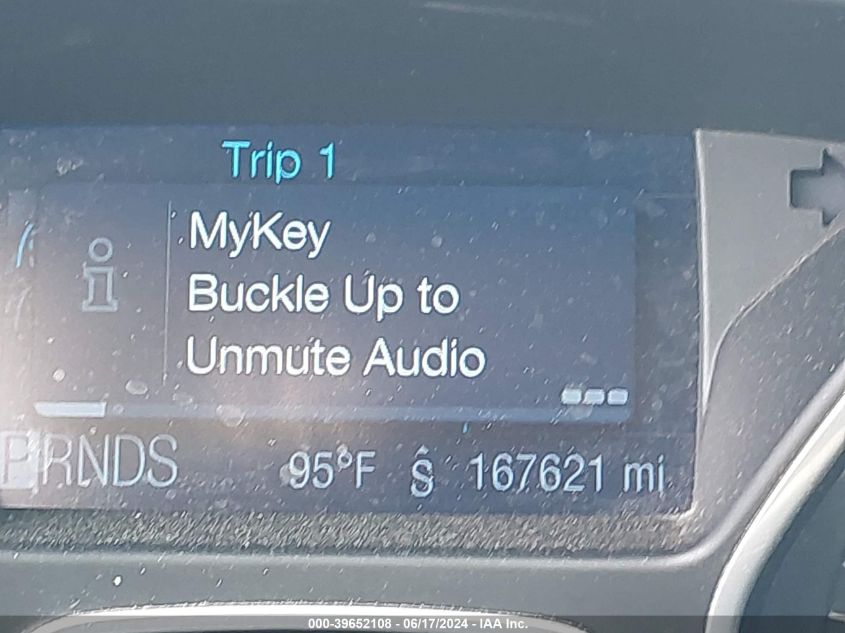 Trip 1
MyKey
Buckle Up to
Unmute Audio
PRNDS 95°F S 167621 mi
000-39652108 - 06/17/2024 - IAA Inc.